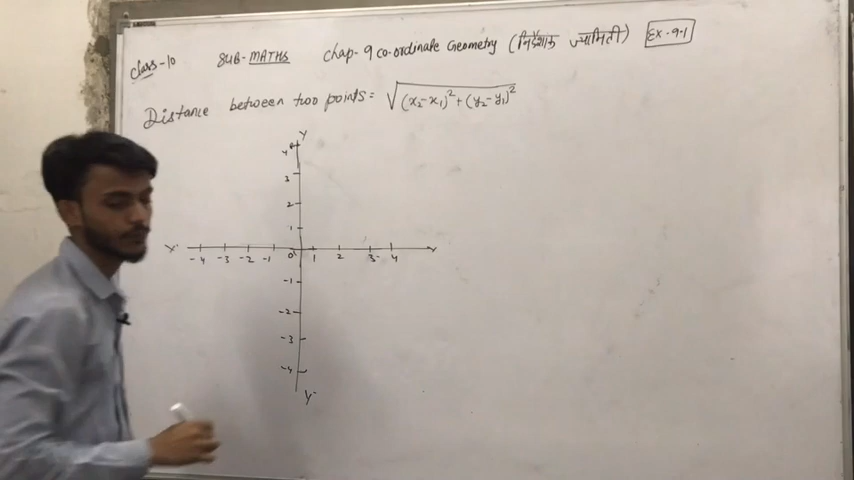 Class-10 SUB-MATHS Chap-9 co-ordinate Geometry (निर्देशांक ज्यामिती) EX-9.1
Distance between two points = √(x₂-x₁)²+(y₂-y₁)²
Y
4
3
2
1
X' -4 -3 -2 -1 0 1 2 3 4 X
-1
-2
-3
-4
Y'